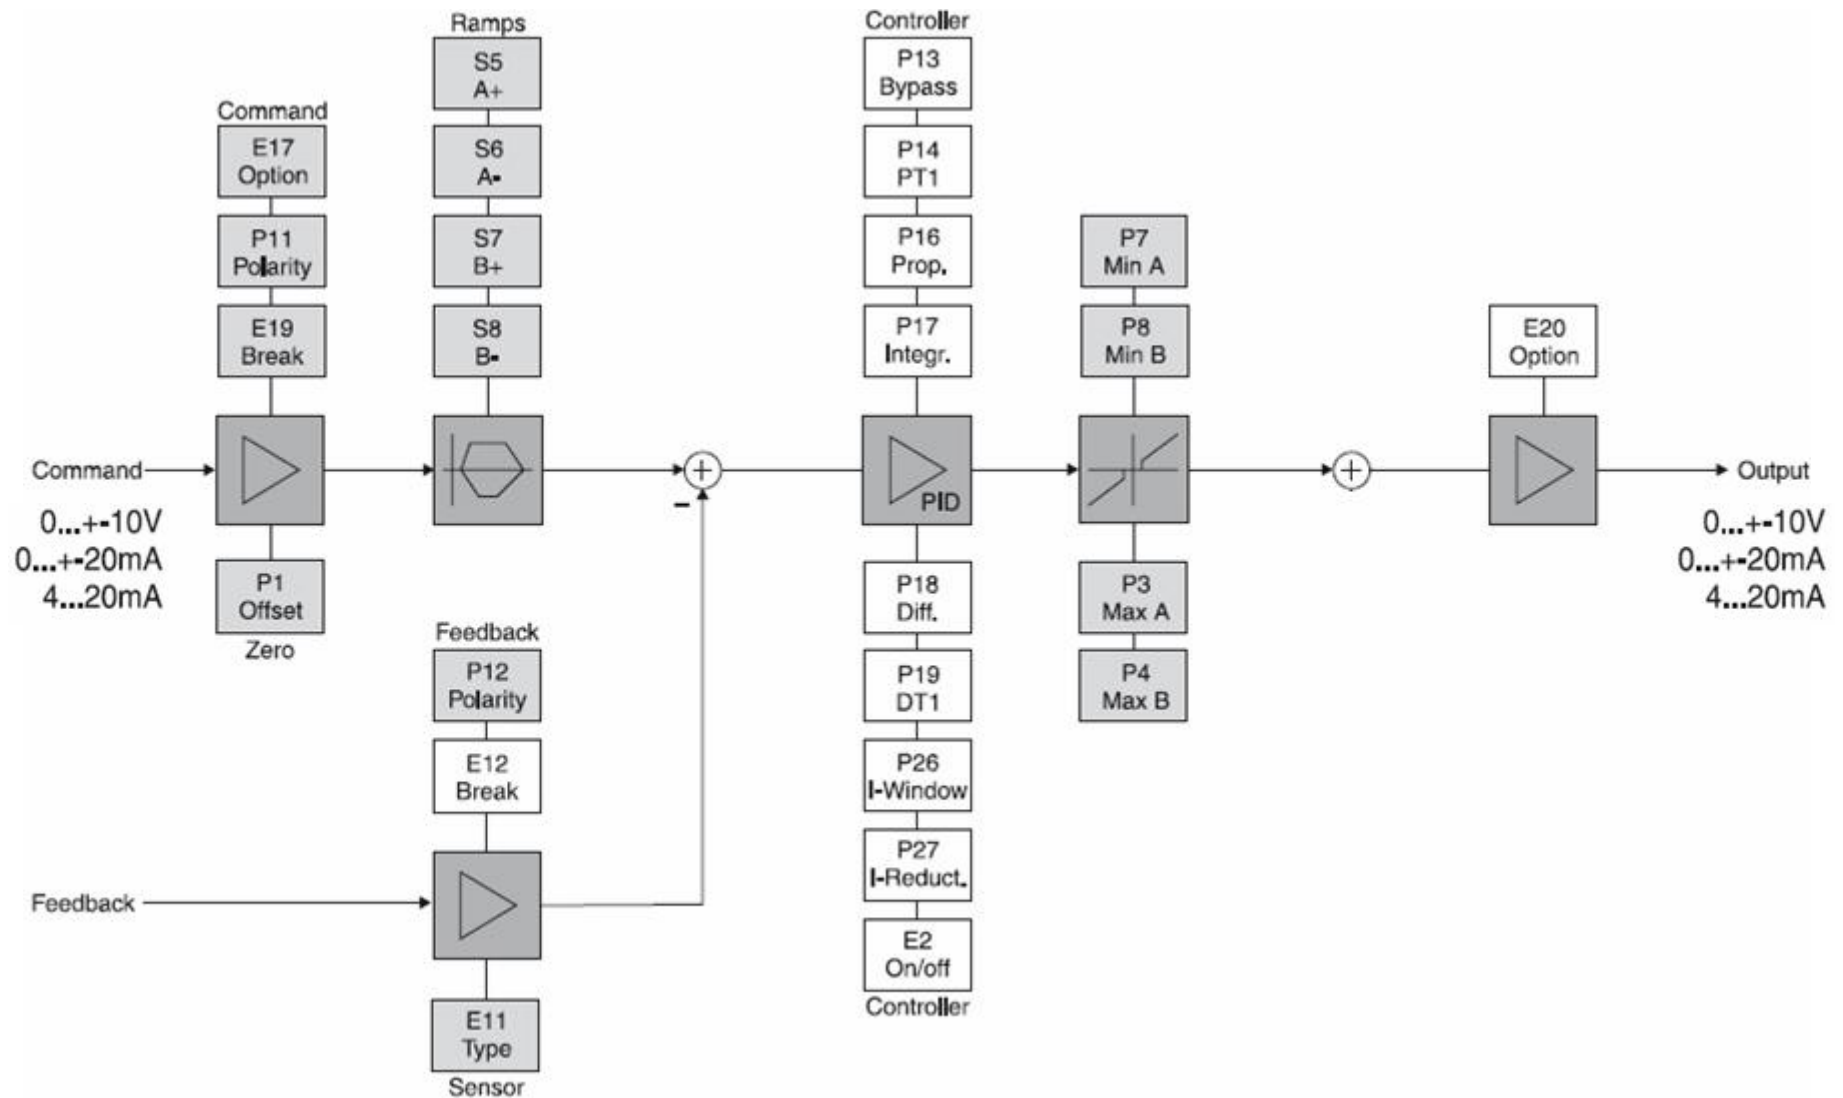 Ramps
S5
A+
S6
A-
S7
B+
S8
B-
Command
E17
Option
P11
Polarity
E19
Break
Command
0...+-10V
0...+-20mA
4...20mA
P1
Offset
Zero
Feedback
P12
Polarity
E12
Break
Feedback
E11
Type
Sensor
+
–
Controller
P13
Bypass
P14
PT1
P16
Prop.
P17
Integr.
PID
P18
Diff.
P19
DT1
P26
I-Window
P27
I-Reduct.
E2
On/off
Controller
P7
Min A
P8
Min B
P3
Max A
P4
Max B
+
E20
Option
Output
0...+-10V
0...+-20mA
4...20mA